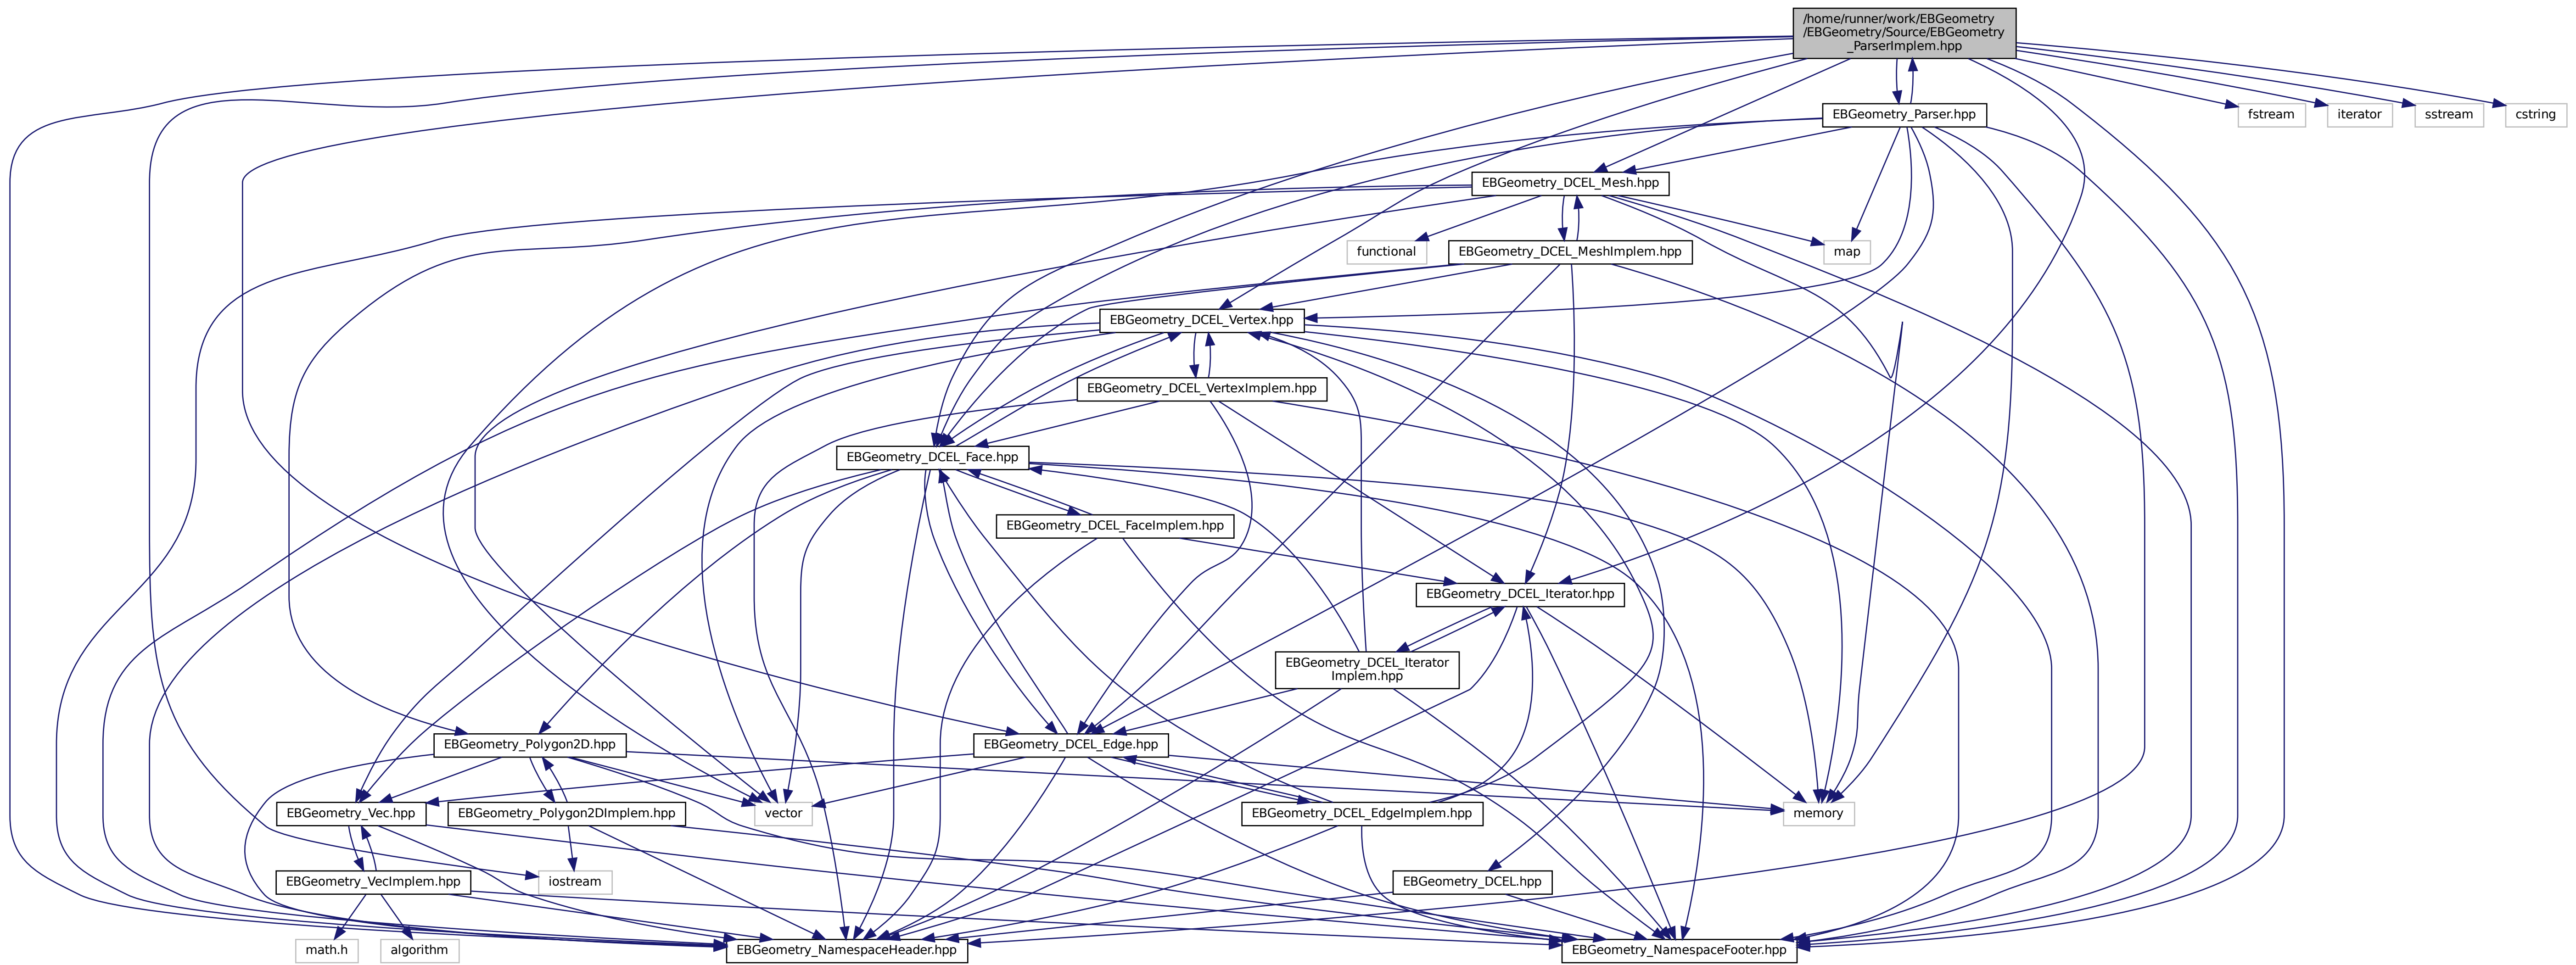 /home/runner/work/EBGeometry
/EBGeometry/Source/EBGeometry
_ParserImplem.hpp
EBGeometry_Parser.hpp
fstream
iterator
sstream
cstring
EBGeometry_DCEL_Mesh.hpp
functional
EBGeometry_DCEL_MeshImplem.hpp
map
EBGeometry_DCEL_Vertex.hpp
EBGeometry_DCEL_VertexImplem.hpp
EBGeometry_DCEL_Face.hpp
EBGeometry_DCEL_FaceImplem.hpp
EBGeometry_DCEL_Iterator.hpp
EBGeometry_DCEL_Iterator
Implem.hpp
EBGeometry_Polygon2D.hpp
EBGeometry_DCEL_Edge.hpp
EBGeometry_Vec.hpp
EBGeometry_Polygon2DImplem.hpp
vector
EBGeometry_DCEL_EdgeImplem.hpp
memory
EBGeometry_VecImplem.hpp
iostream
EBGeometry_DCEL.hpp
math.h
algorithm
EBGeometry_NamespaceHeader.hpp
EBGeometry_NamespaceFooter.hpp